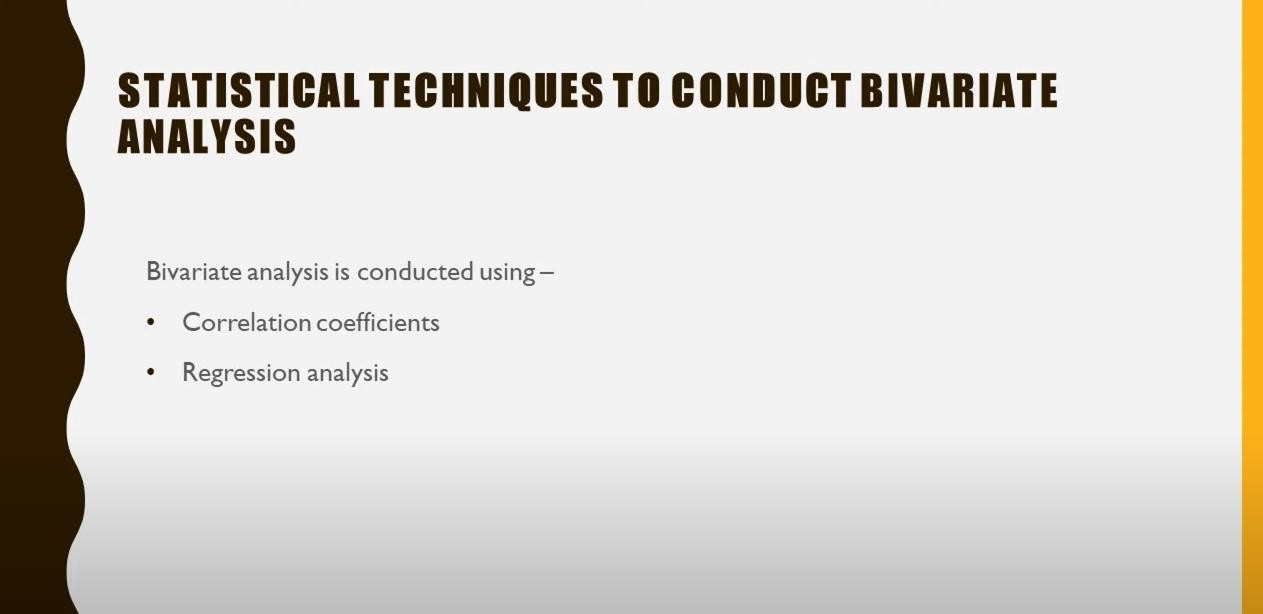 STATISTICAL TECHNIQUES TO CONDUCT BIVARIATE
ANALYSIS
Bivariate analysis is conducted using –
• Correlation coefficients
• Regression analysis